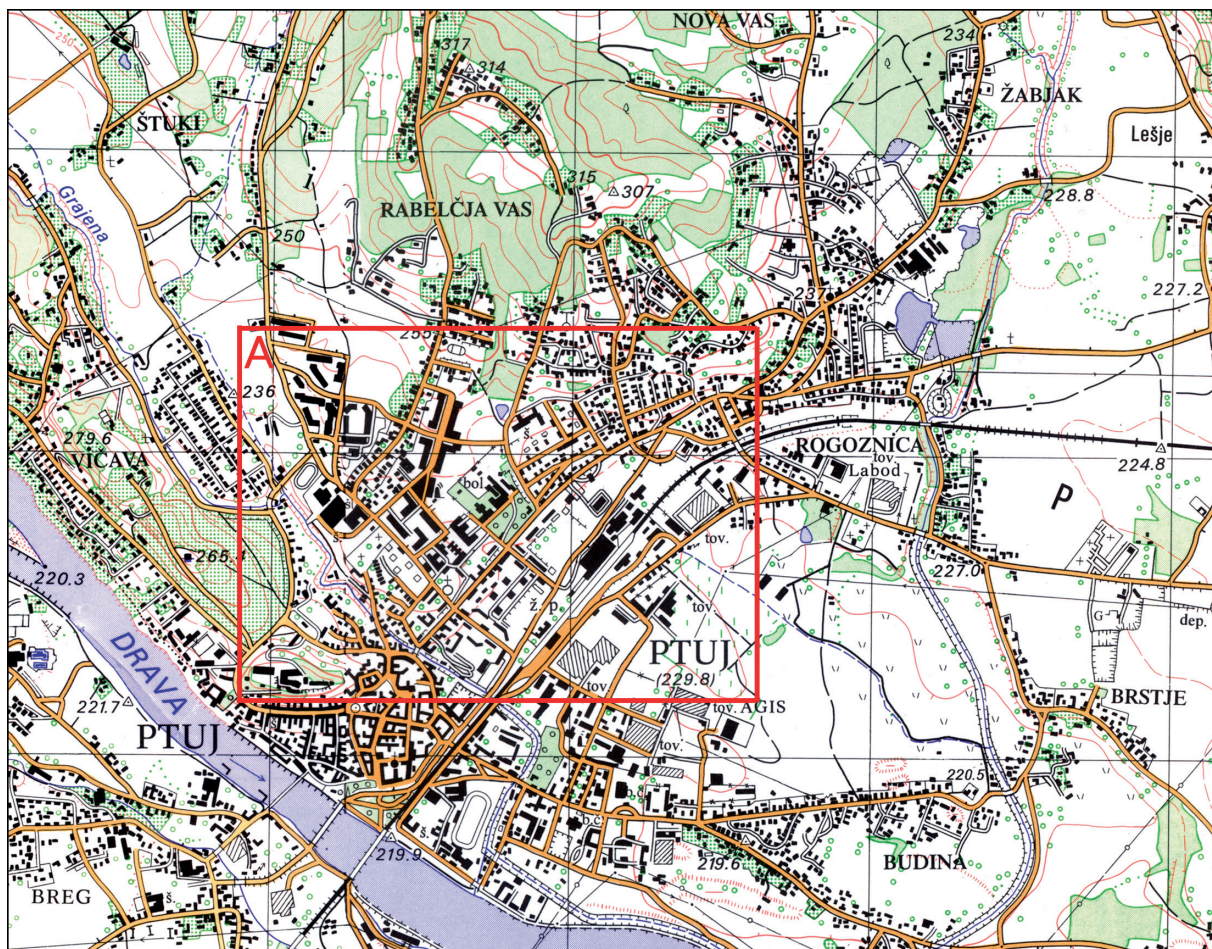 NOVA VAS
234
317
314
250
ŽABJAK
ŠTUKI
Lešje
315
307
228.8
Grajena
RABELČJA VAS
I
250
227.2
237
A
236
279.6
VIČAVA
š.
ROGOZNICA
tov.
Labod
224.8
P
bol.
265.4
tov.
220.3
227.0
ž. p.
tov.
G
dep.
DRAVA
PTUJ
(229.8)
tov.
BRSTJE
221.7
tov. AGIS
PTUJ
tov.
220.5
b.č.
š.
219.9
219.6
BUDINA
BREG
š.
I I I